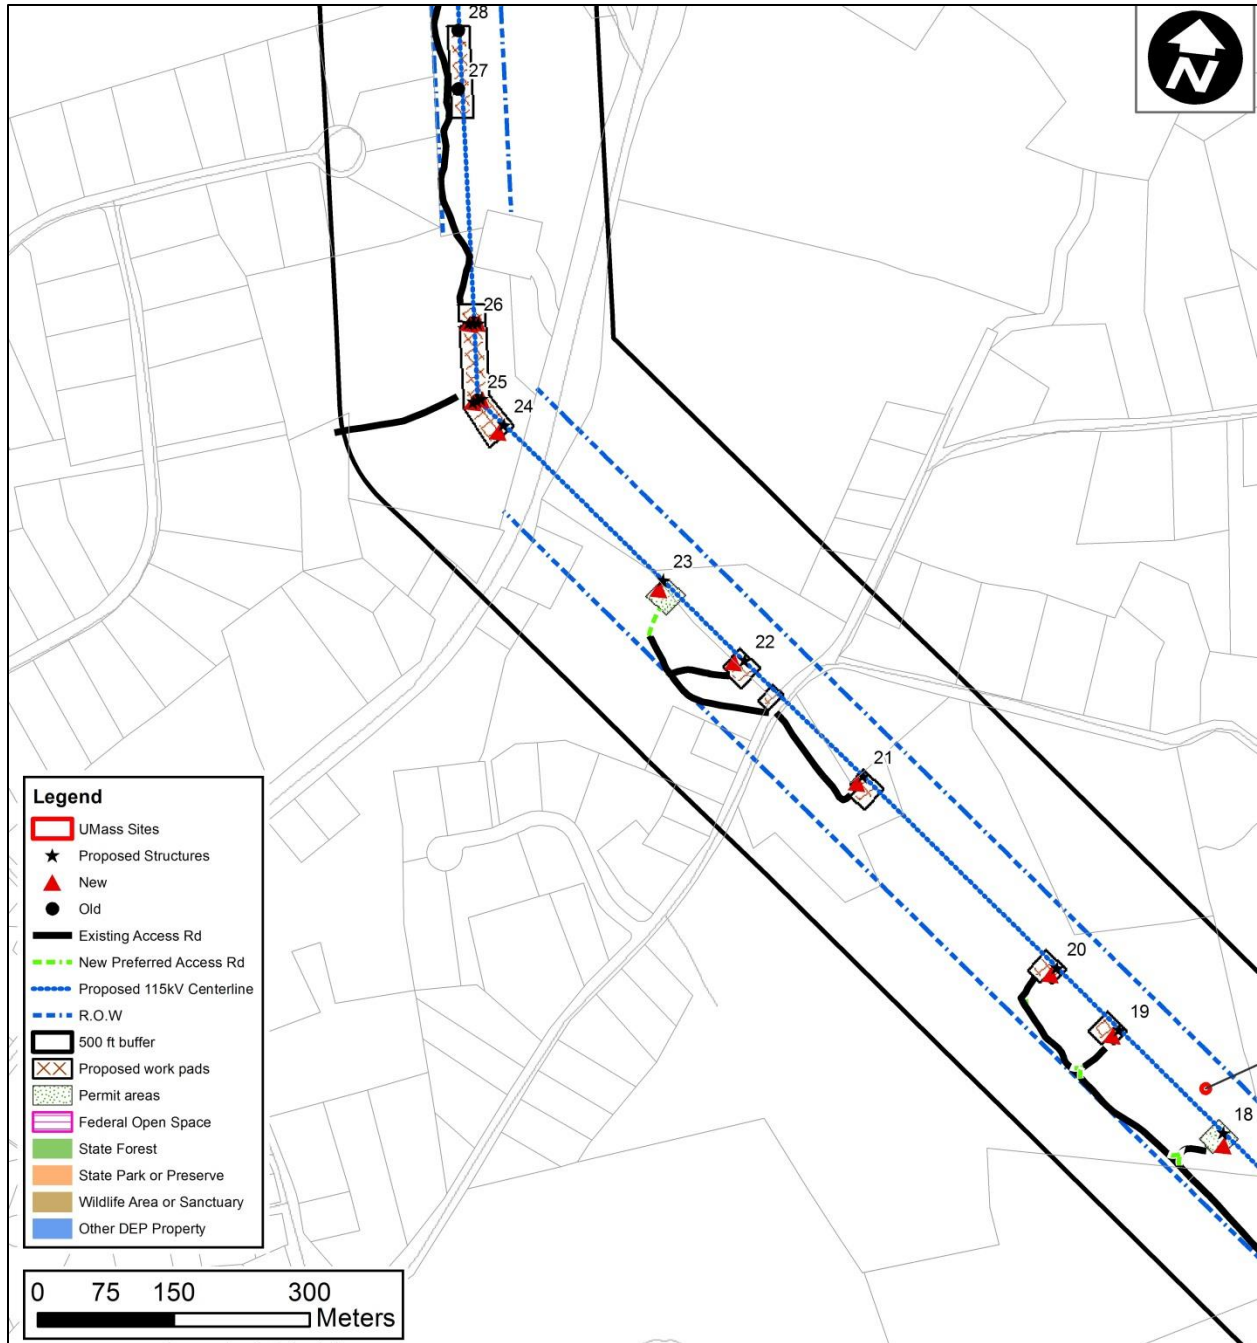 28
N
27
26
25
24
23
22
21
20
19
18
Legend
UMass Sites
Proposed Structures
New
Old
Existing Access Rd
New Preferred Access Rd
Proposed 115kV Centerline
R.O.W
500 ft buffer
Proposed work pads
Permit areas
Federal Open Space
State Forest
State Park or Preserve
Wildlife Area or Sanctuary
Other DEP Property
0 75 150 300
Meters